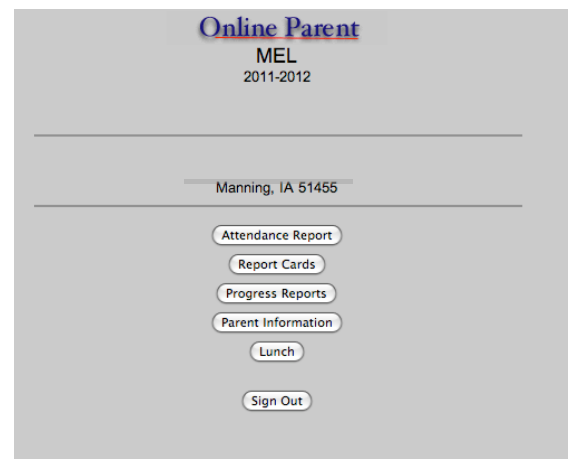 Online Parent
MEL
2011-2012
Manning, IA 51455
Attendance Report
Report Cards
Progress Reports
Parent Information
Lunch
Sign Out